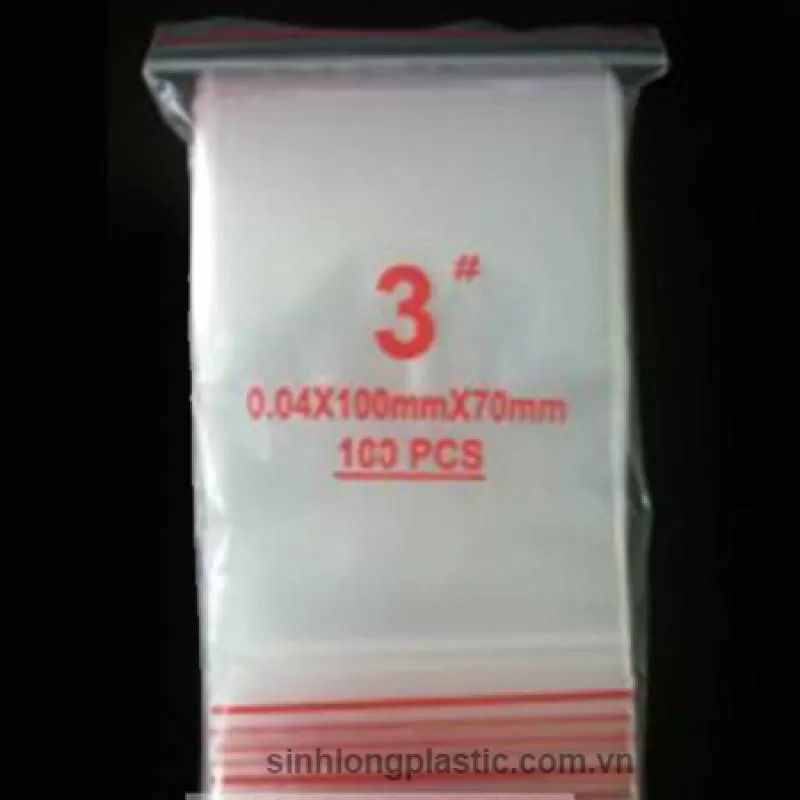 3#
0.04X100mmX70mm
100 PCS
sinhlongplastic.com.vn